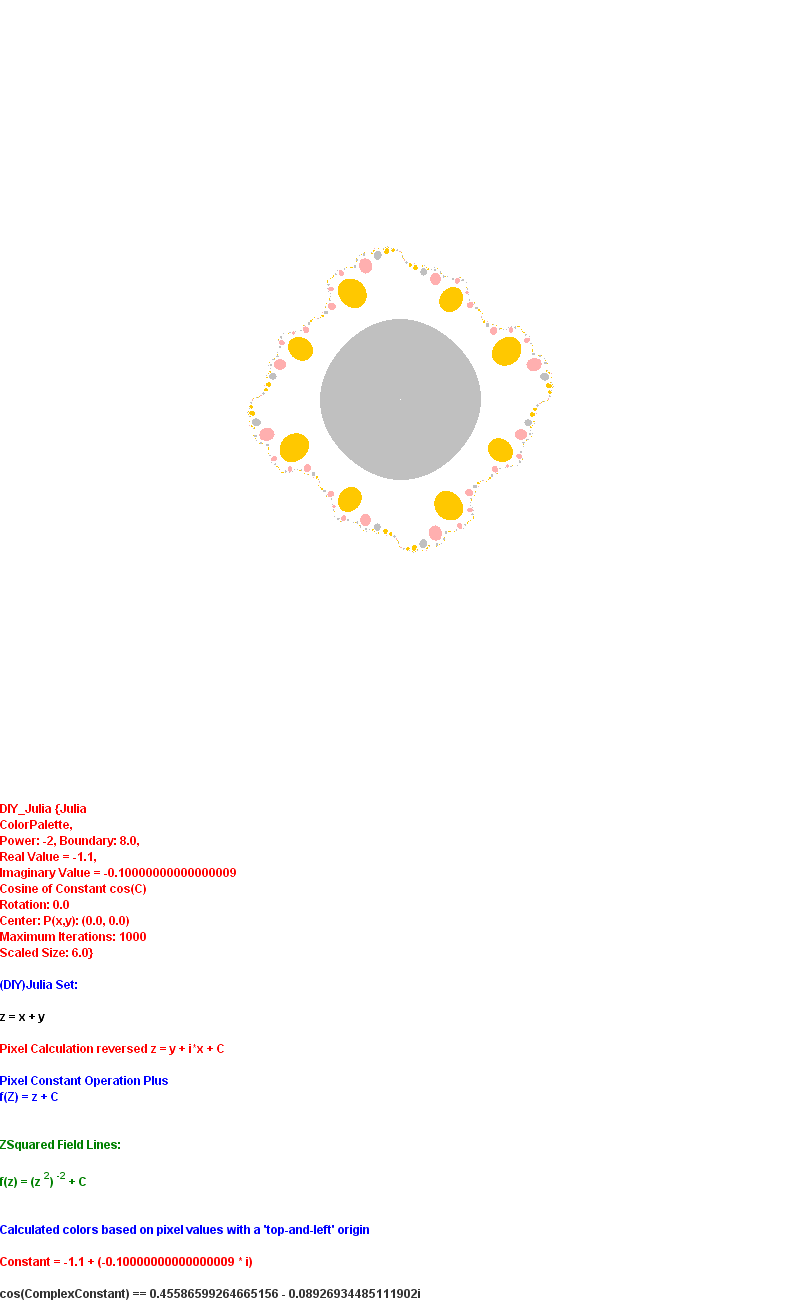 DIY_Julia {Julia
ColorPalette,
Power: -2, Boundary: 8.0,
Real Value = -1.1,
Imaginary Value = -0.10000000000000009
Cosine of Constant cos(C)
Rotation: 0.0
Center: P(x,y): (0.0, 0.0)
Maximum Iterations: 1000
Scaled Size: 6.0}
(DIY)Julia Set:
z = x + y
Pixel Calculation reversed z = y + i*x + C
Pixel Constant Operation Plus
f(Z) = z + C
ZSquared Field Lines:
f(z) = (z ²) ⁻² + C
Calculated colors based on pixel values with a 'top-and-left' origin
Constant = -1.1 + (-0.10000000000000009 * i)
cos(ComplexConstant) == 0.45586599264665156 - 0.08926934485111902i